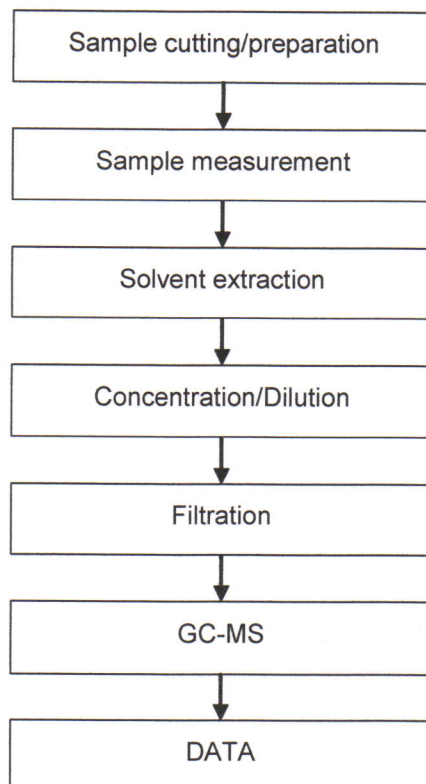 Sample cutting/preparation
Sample measurement
Solvent extraction
Concentration/Dilution
Filtration
GC-MS
DATA